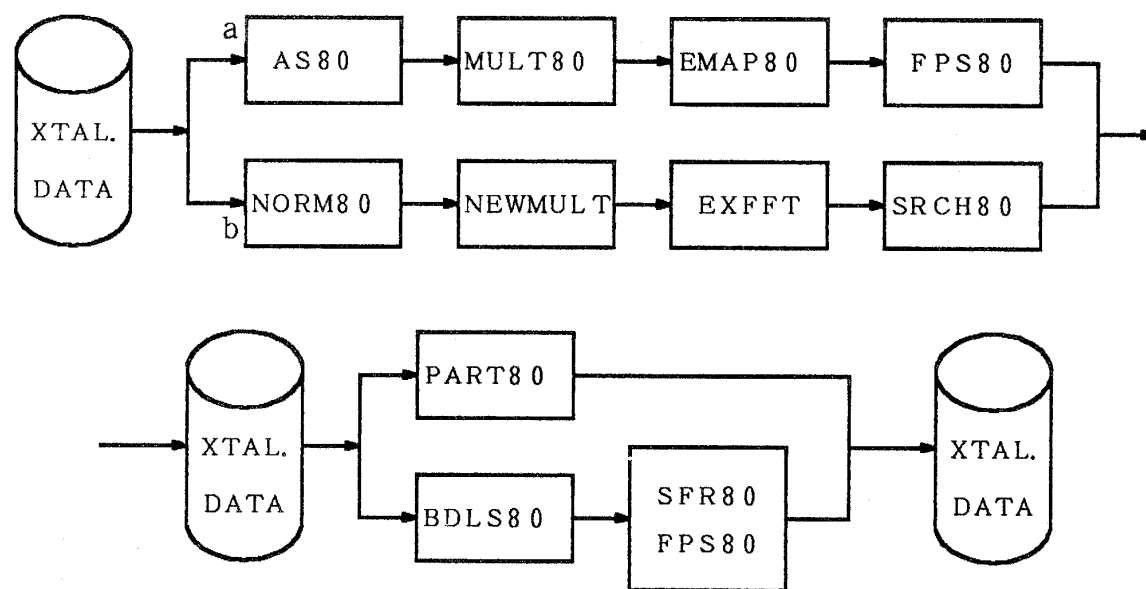 a
AS80
MULT80
EMAP80
FPS80
XTAL.
DATA
b
NORM80
NEWMULT
EXFFT
SRCH80
XTAL.
DATA
PART80
BDLS80
SFR80
FPS80
XTAL.
DATA